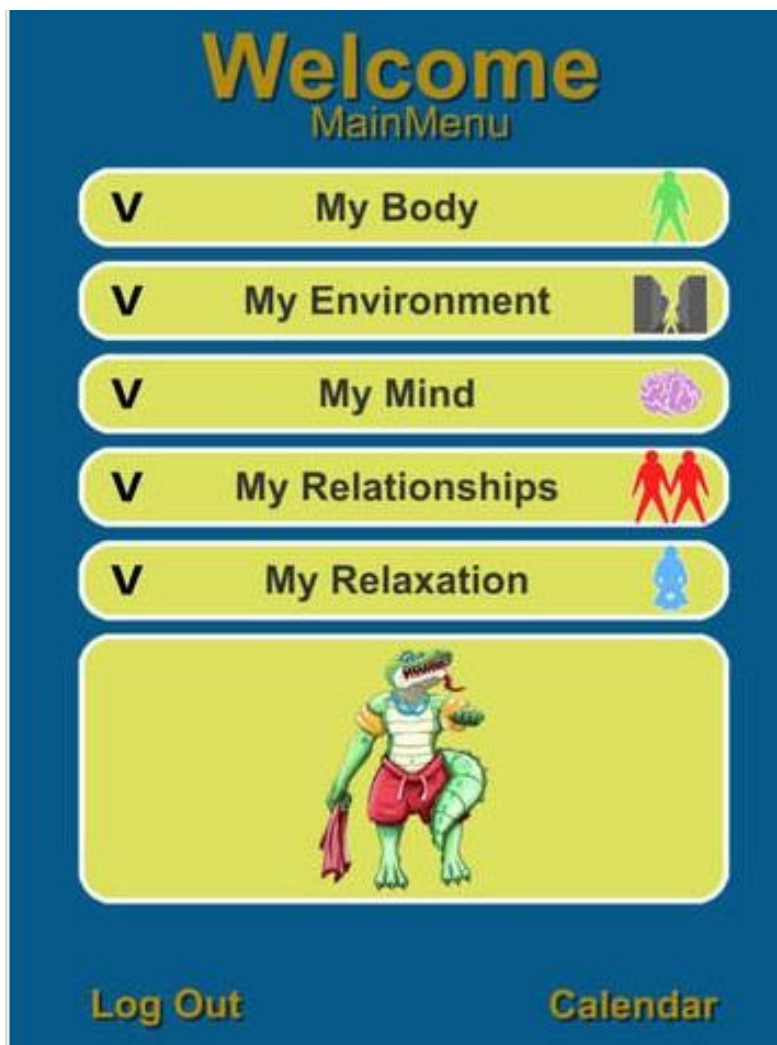 Welcome
MainMenu
V My Body
V My Environment
V My Mind
V My Relationships
V My Relaxation
Log Out Calendar